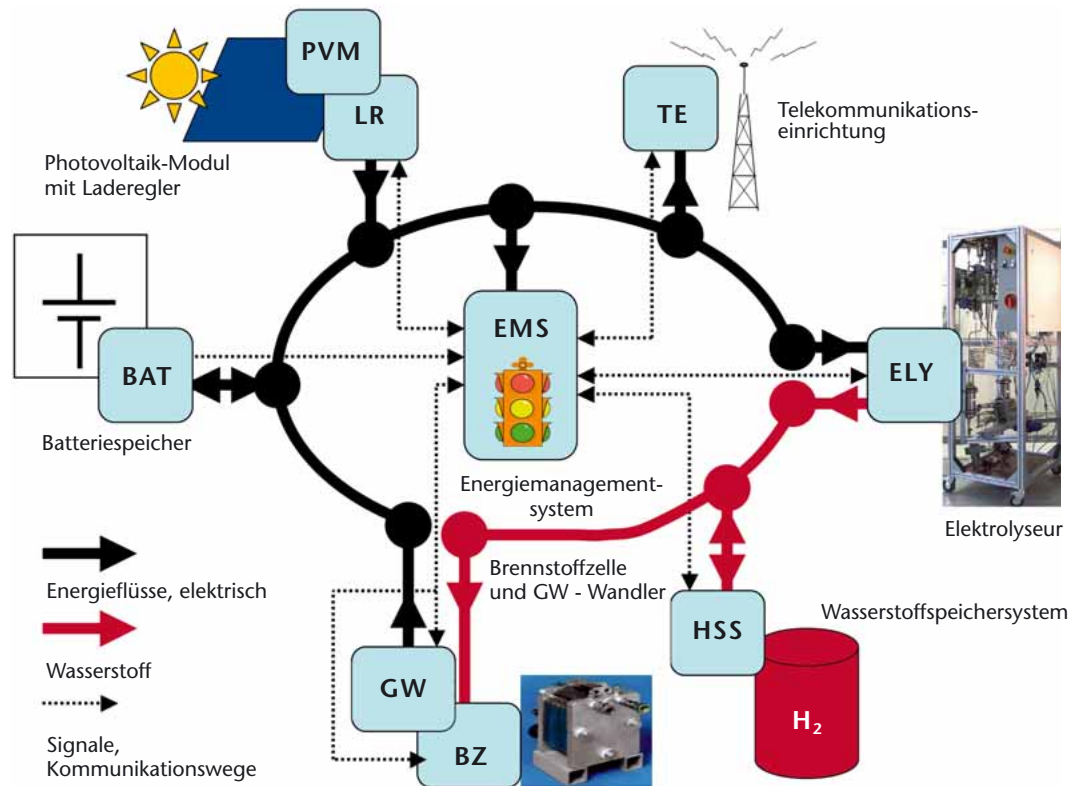 PVM
LR
Photovoltaik-Modul
mit Laderegler
TE
Telekommunikations-
einrichtung
BAT
Batteriespeicher
EMS
Energiemanagement-
system
ELY
Elektrolyseur
Energieflüsse, elektrisch
Wasserstoff
Signale,
Kommunikationswege
Brennstoffzelle
und GW - Wandler
GW
BZ
HSS
Wasserstoffspeichersystem
H₂